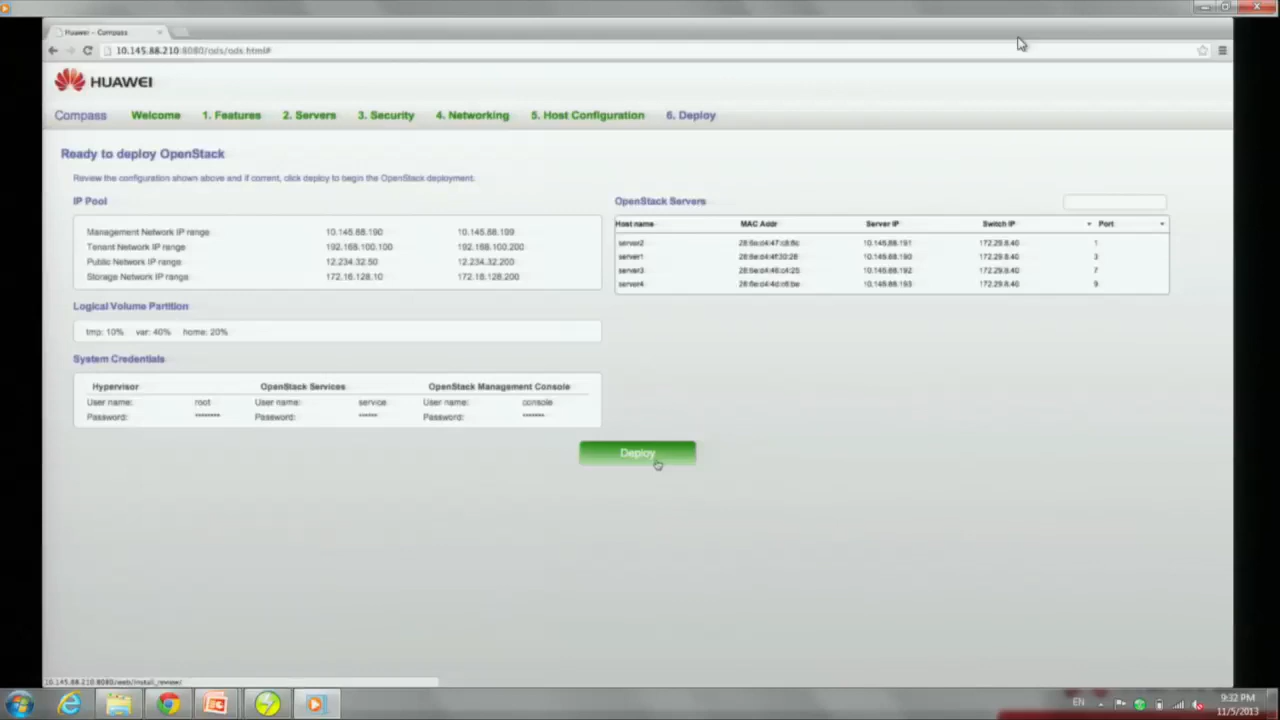 Huawei - Compass
10.145.88.210:8080/ods/ods.html#
HUAWEI
Compass Welcome 1. Features 2. Servers 3. Security 4. Networking 5. Host Configuration 6. Deploy
Ready to deploy OpenStack
Review the configuration shown above and if current, click deploy to begin the OpenStack deployment.
IP Pool
Management Network IP range 10.145.88.190 10.145.88.199
Tenant Network IP range 192.168.100.100 192.168.100.200
Public Network IP range 12.234.32.50 12.234.32.200
Storage Network IP range 172.16.128.10 172.16.128.200
Logical Volume Partition
tmp: 10% var: 40% home: 20%
System Credentials
Hypervisor OpenStack Services OpenStack Management Console
User name: root User name: service User name: console
Password: ******** Password: ****** Password: *******
OpenStack Servers
Host name MAC Addr Server IP Switch IP Port
server2 10.145.88.191 172.29.8.40 1
server1 10.145.88.190 172.29.8.40 3
server3 10.145.88.192 172.29.8.40 7
server4 10.145.88.193 172.29.8.40 9
Deploy
10.145.88.210:8080/web/install_review/
EN
9:32 PM
11/5/2013